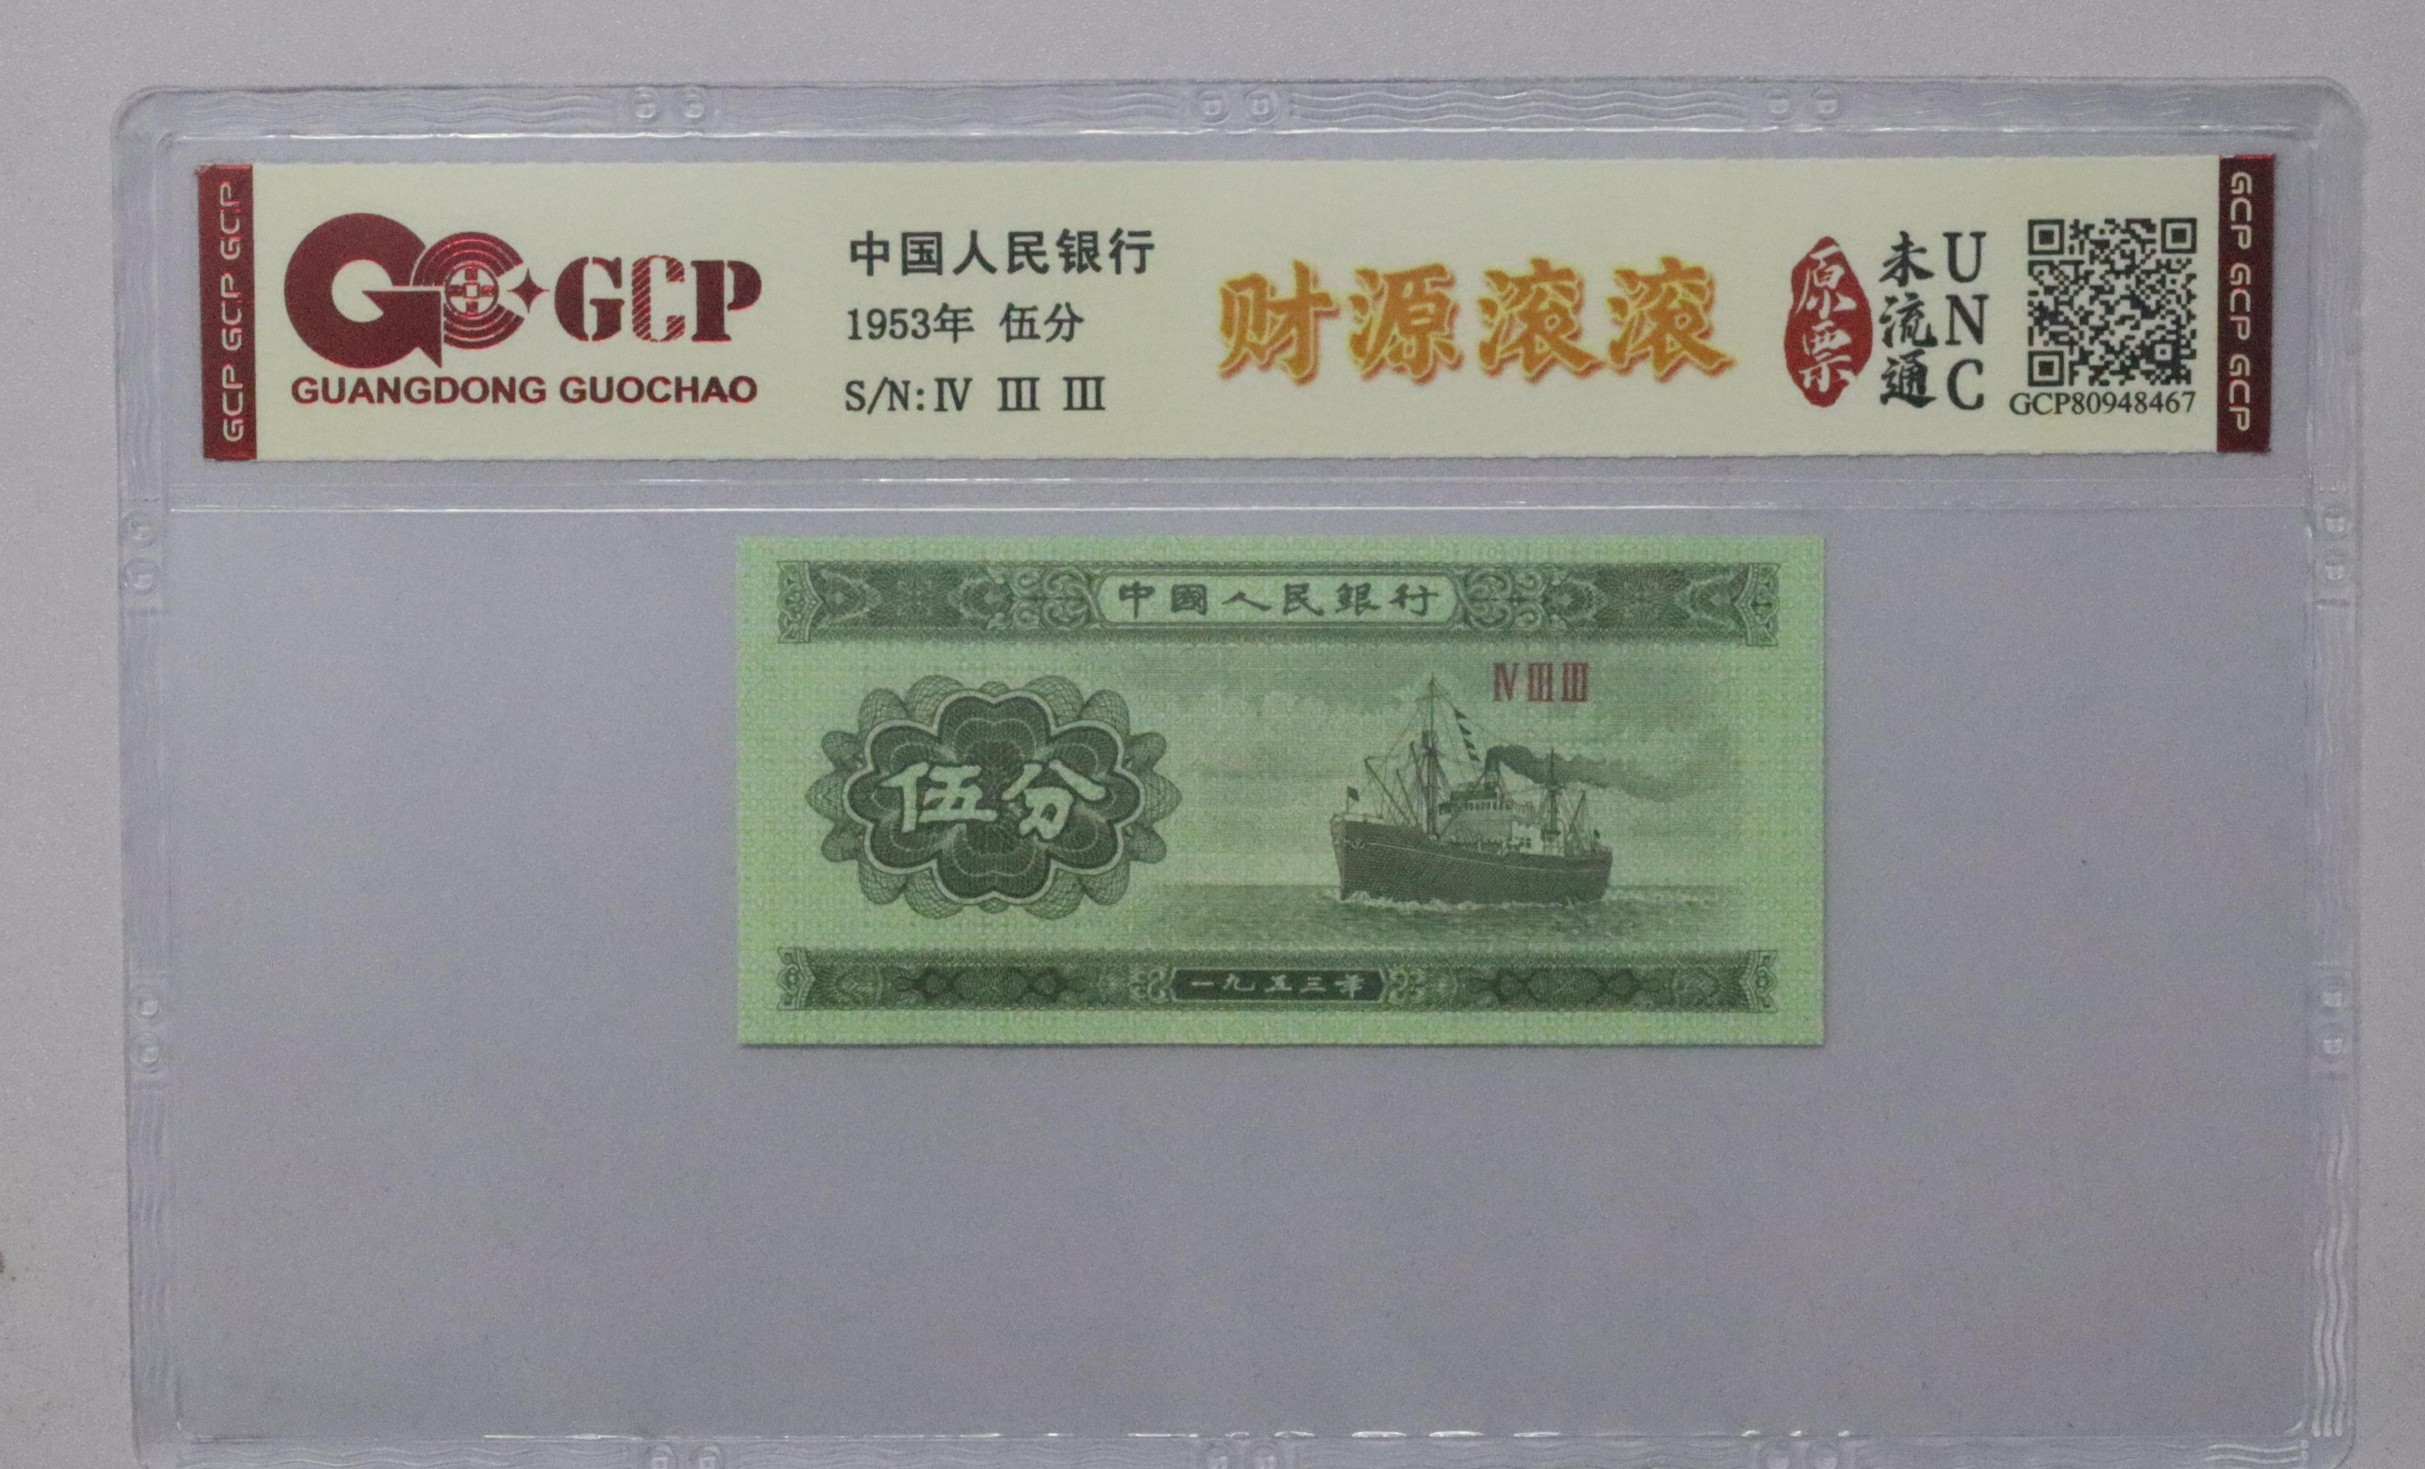 GCP GCP GCP
GCP
GUANGDONG GUOCHAO
中国人民银行
1953年 伍分
S/N: Ⅳ Ⅲ Ⅲ
财源滚滚
原票
未流通
UNC
GCP80948467
GCP GCP GCP
中國人民銀行
Ⅳ Ⅲ Ⅲ
伍分
一九五三年